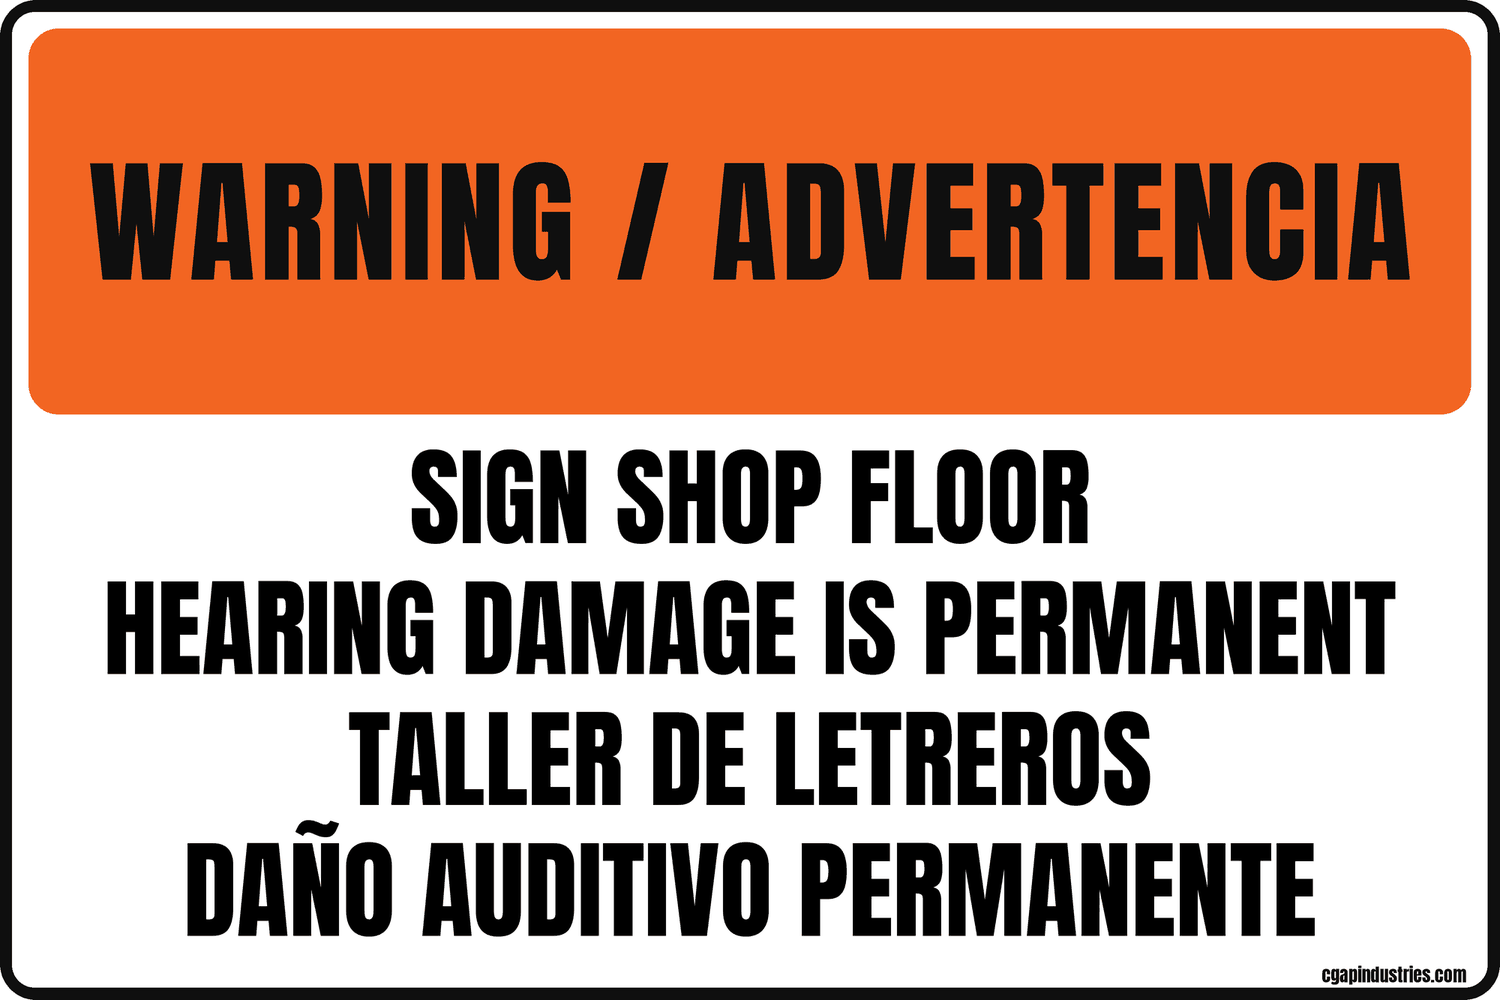 WARNING / ADVERTENCIA
SIGN SHOP FLOOR
HEARING DAMAGE IS PERMANENT
TALLER DE LETREROS
DAÑO AUDITIVO PERMANENTE
cgapindustries.com